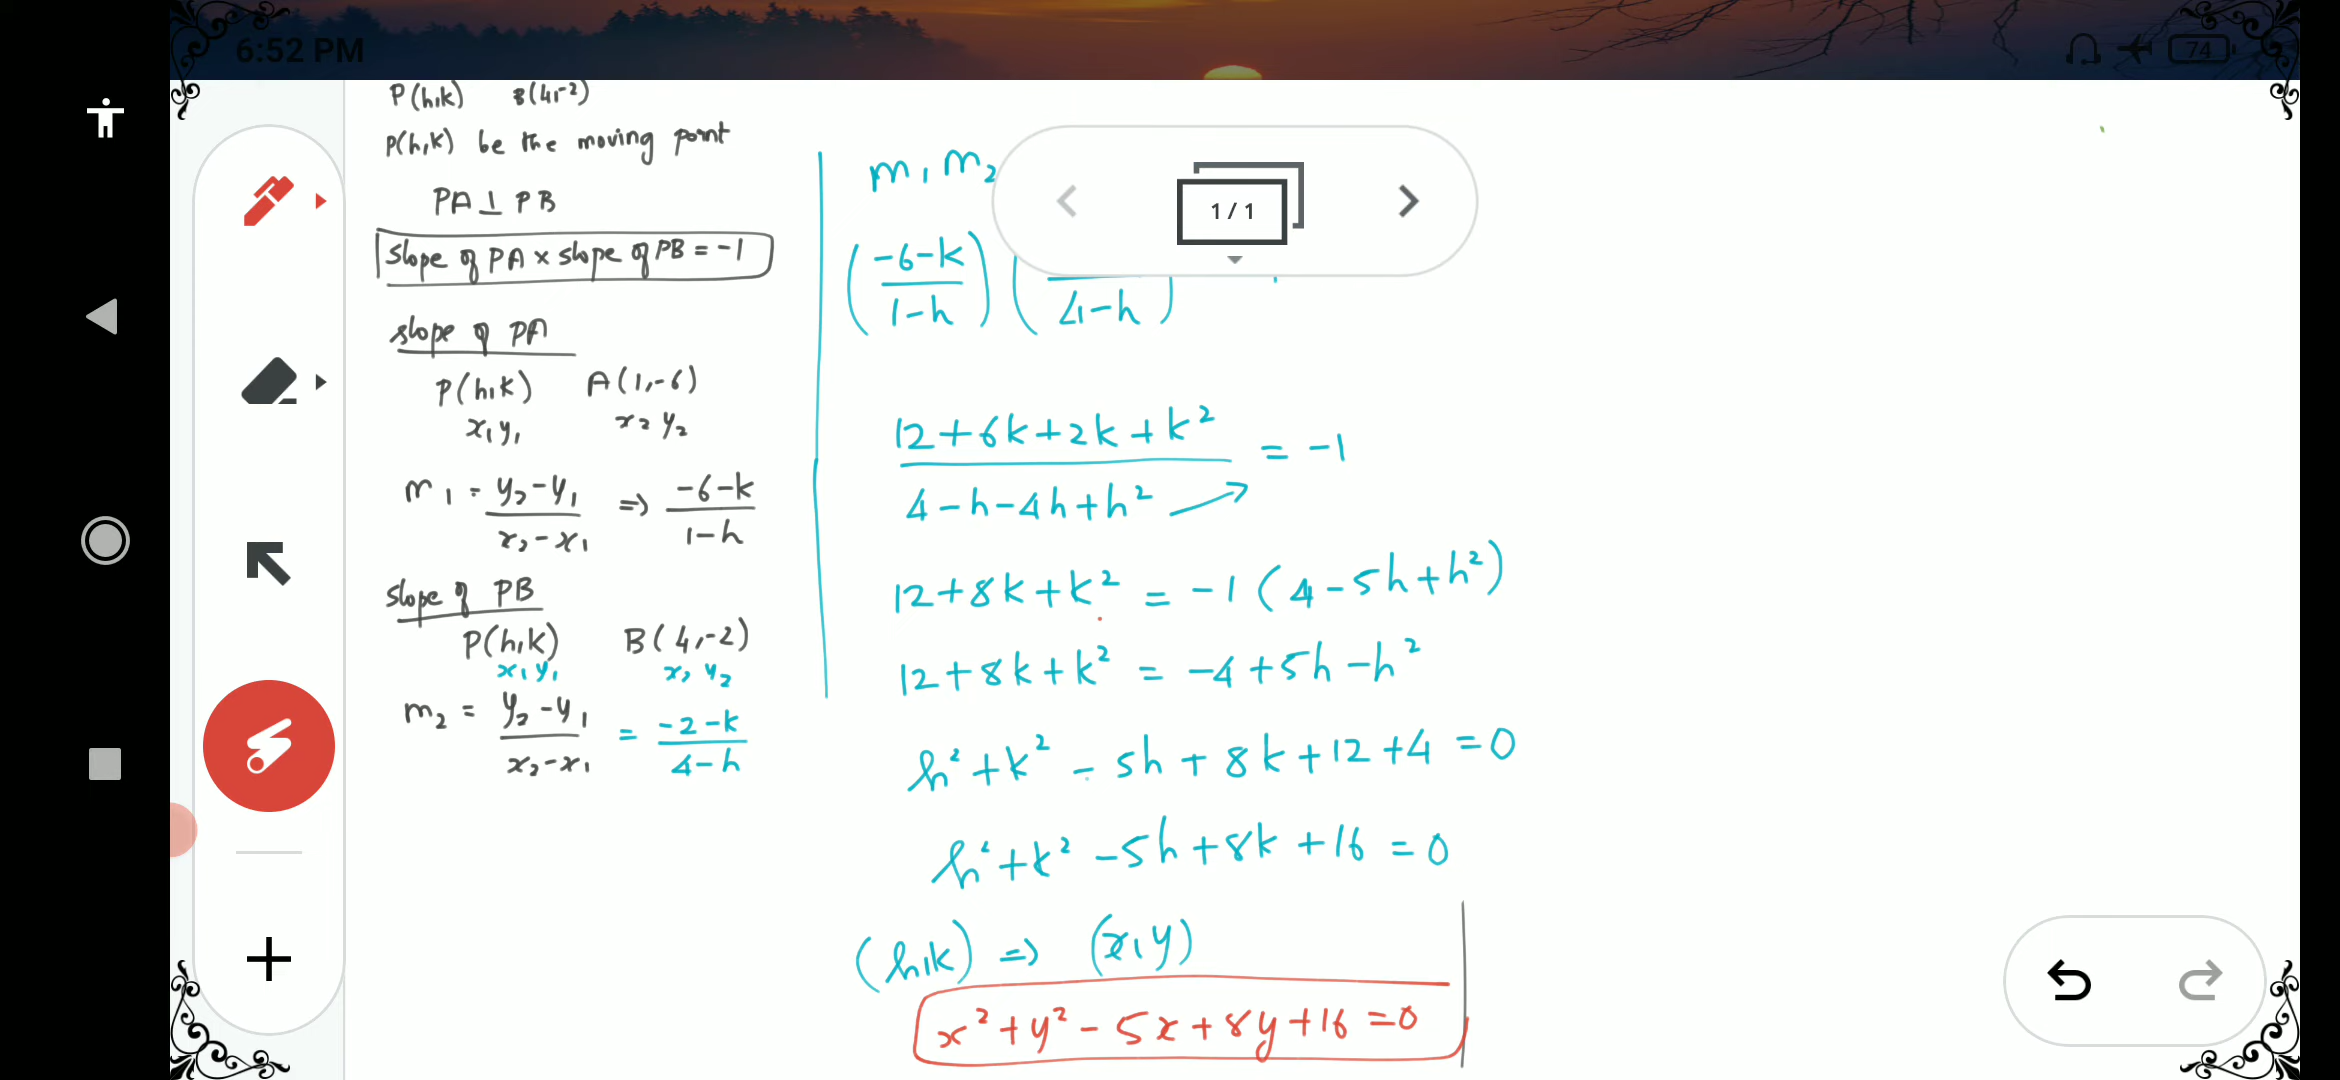 6:52 PM
74
P(h,k) B(4,-2)
P(h,k) be the moving point
PA ⊥ PB
slope of PA × slope of PB = -1
slope of PA
P(h,k) A(1,-6)
x₁ y₁ x₂ y₂
m₁ = y₂-y₁/x₂-x₁ => -6-k/1-h
slope of PB
P(h,k) B(4,-2)
x₁ y₁ x₂ y₂
m₂ = y₂-y₁/x₂-x₁ = -2-k/4-h
m₁ m₂
1 / 1
(-6-k/1-h) ( /4-h)
12+6k+2k+k²/4-h-4h+h² = -1
12+8k+k² = -1(4-5h+h²)
12+8k+k² = -4+5h-h²
h²+k²-5h+8k+12+4=0
h²+k²-5h+8k+16=0
(h,k) => (x,y)
x²+y²-5x+8y+16=0